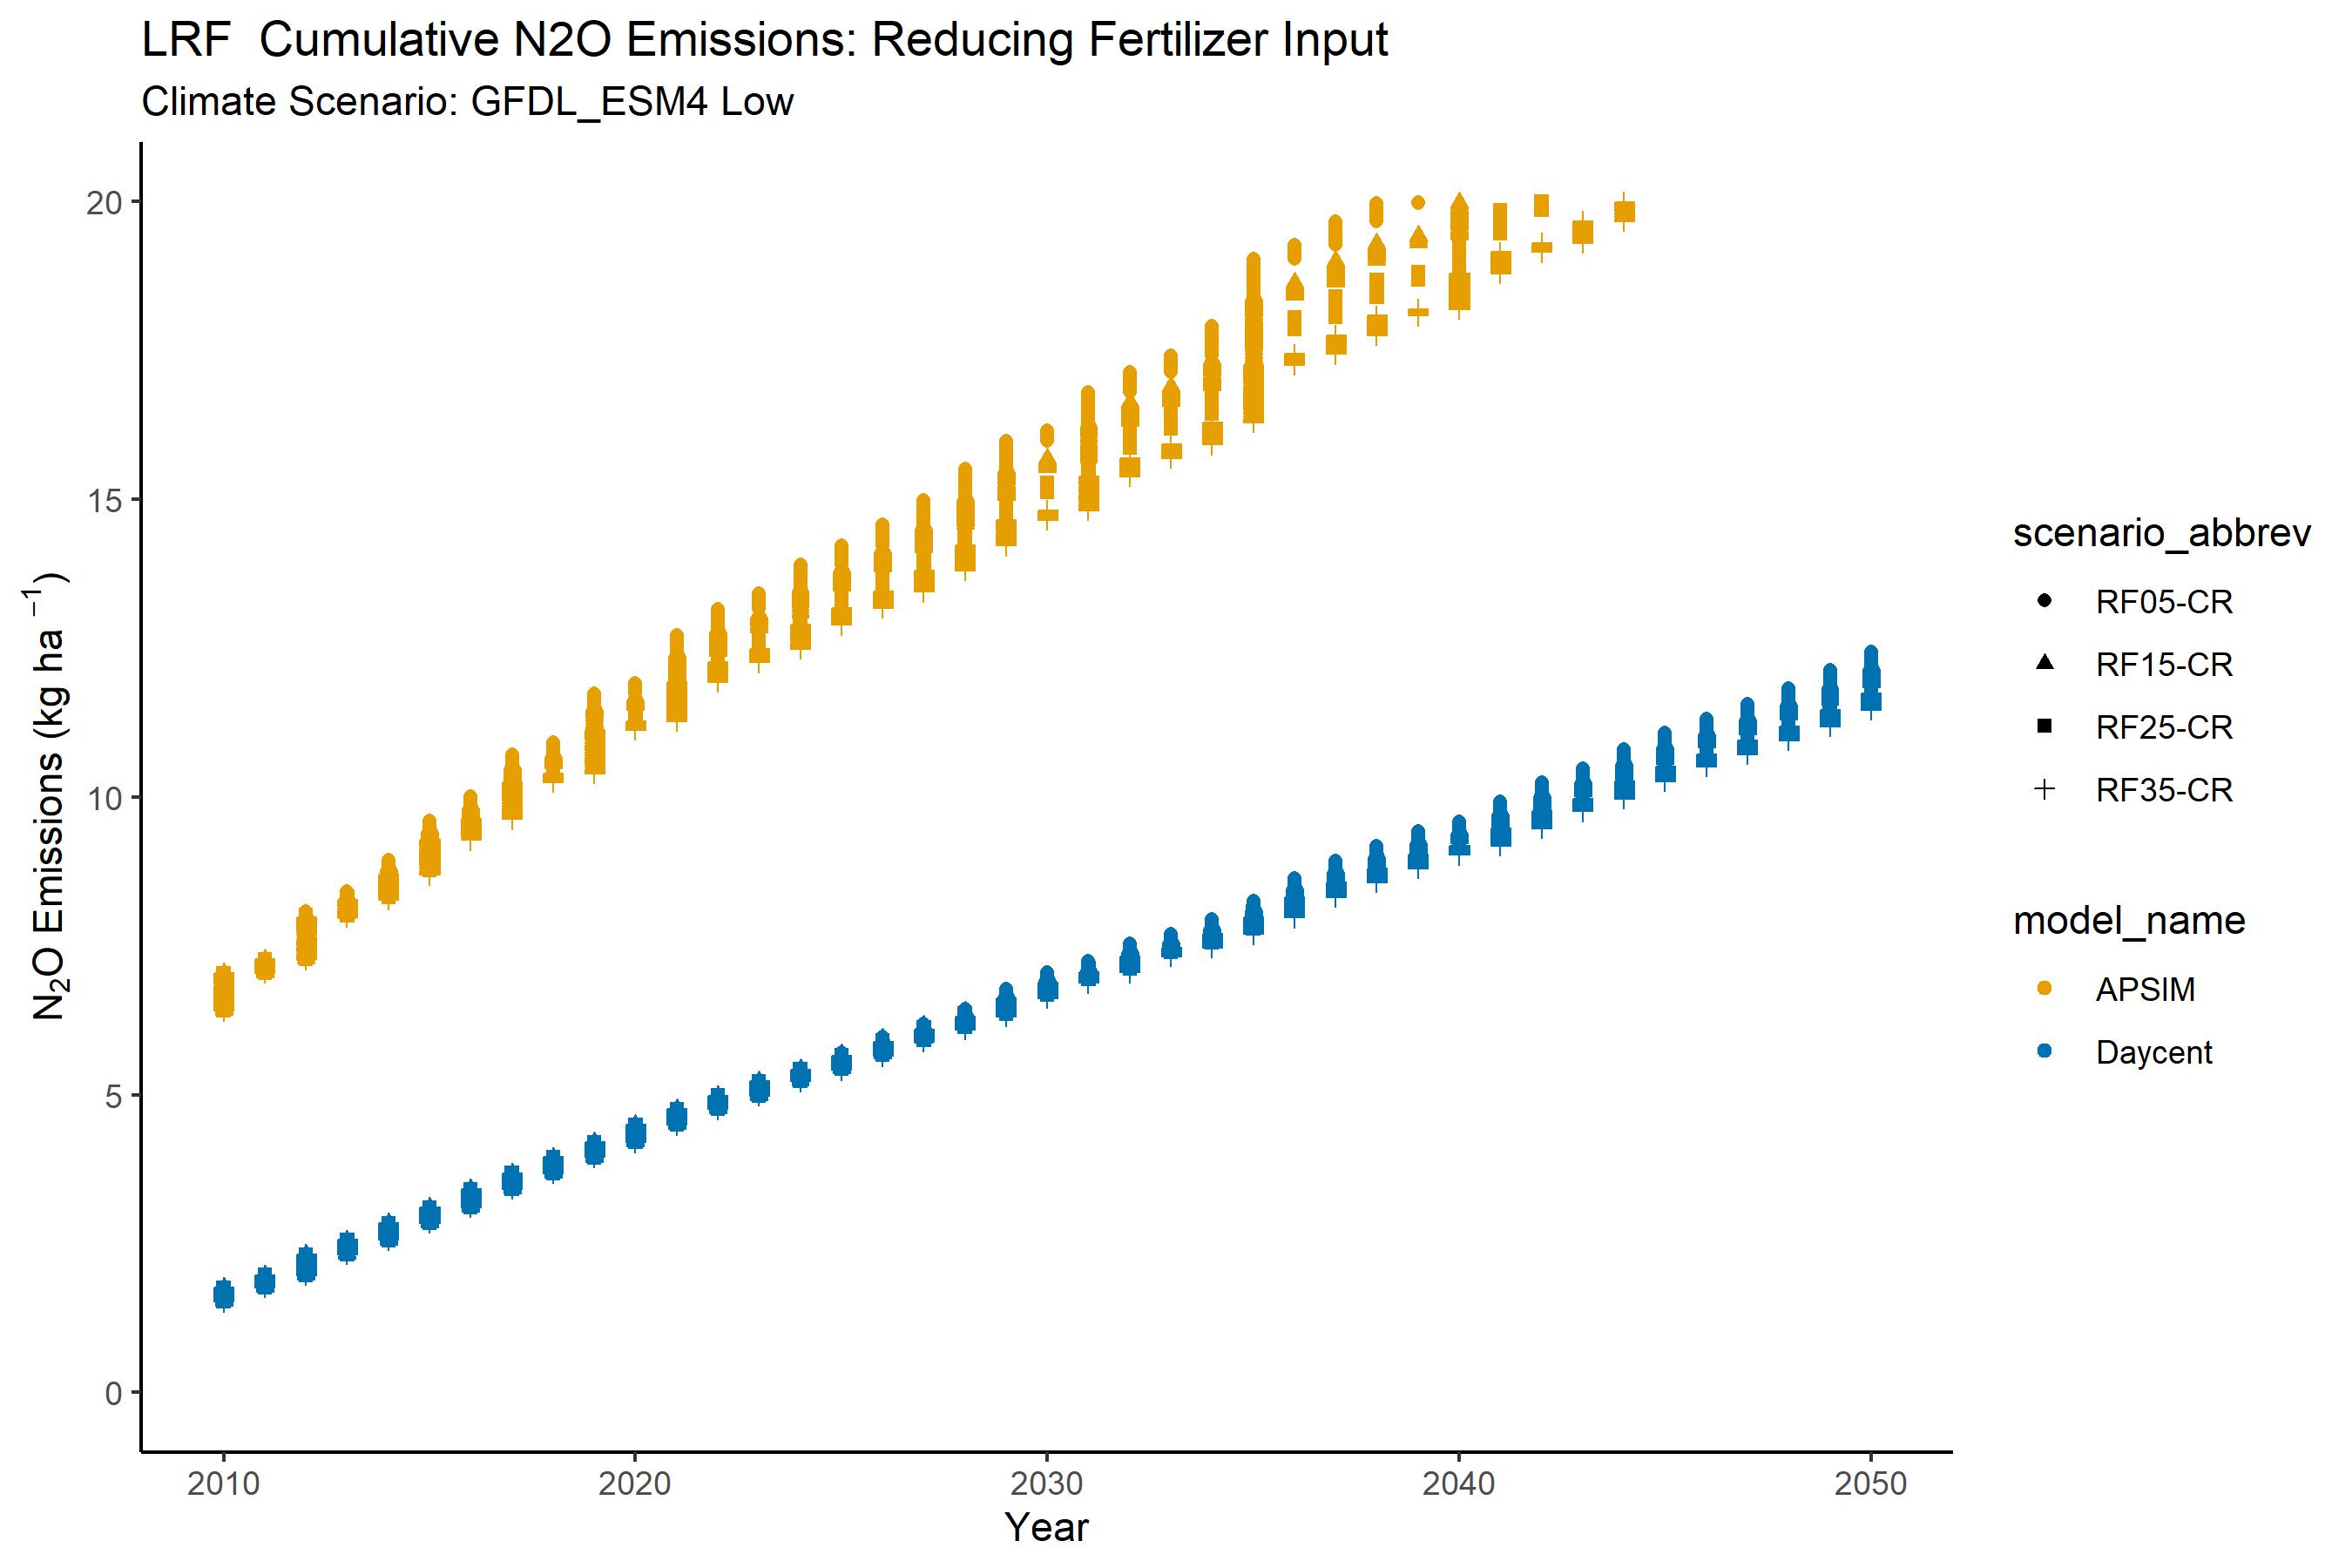 LRF  Cumulative N2O Emissions: Reducing Fertilizer Input
Climate Scenario: GFDL_ESM4 Low
N₂O Emissions (kg ha ⁻¹)
20
15
10
5
0
2010 2020 2030 2040 2050
Year
scenario_abbrev
RF05-CR
RF15-CR
RF25-CR
RF35-CR
model_name
APSIM
Daycent